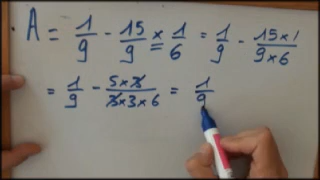 . A = 1/9 - 15/9 × 1/6 = 1/9 - 15×1/9×6
= 1/9 - 5×3/3×3×6 = 1/9